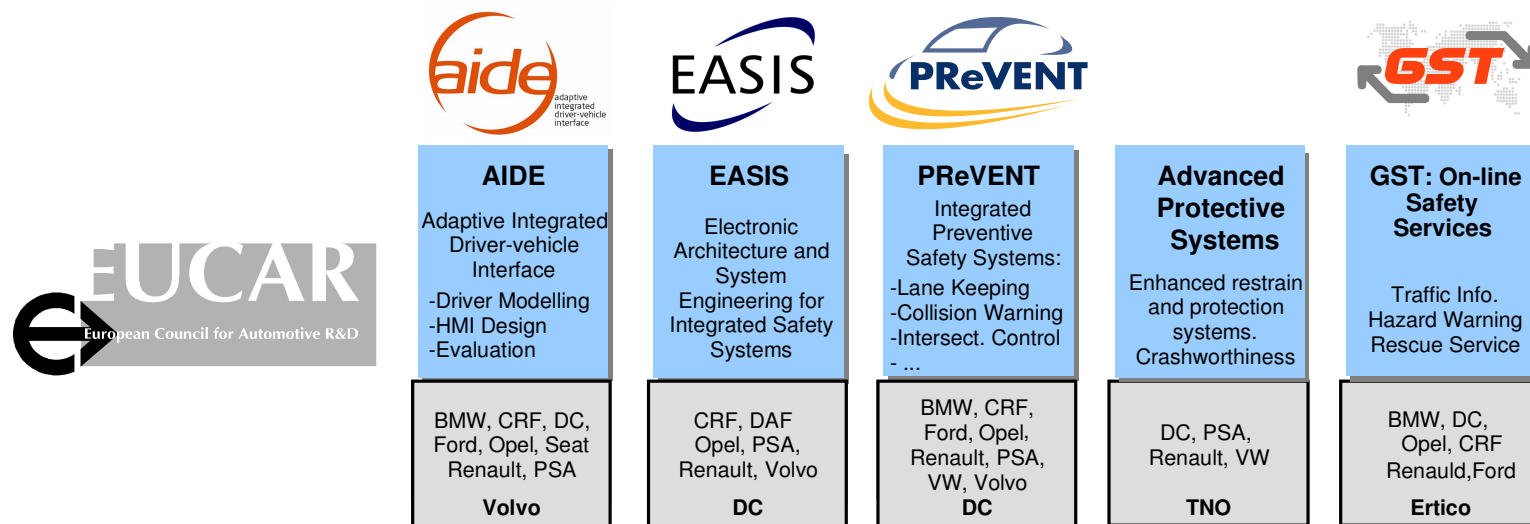 aide
adaptive
integrated
driver-vehicle
interface
EASIS
PReVENT
GST
EUCAR
European Council for Automotive R&D
AIDE
Adaptive Integrated
Driver-vehicle
Interface
-Driver Modelling
-HMI Design
-Evaluation
BMW, CRF, DC,
Ford, Opel, Seat
Renault, PSA
Volvo
EASIS
Electronic
Architecture and
System
Engineering for
Integrated Safety
Systems
CRF, DAF
Opel, PSA,
Renault, Volvo
DC
PReVENT
Integrated
Preventive
Safety Systems:
-Lane Keeping
-Collision Warning
-Intersect. Control
- ...
BMW, CRF,
Ford, Opel,
Renault, PSA,
VW, Volvo
DC
Advanced
Protective
Systems
Enhanced restrain
and protection
systems.
Crashworthiness
DC, PSA,
Renault, VW
TNO
GST: On-line
Safety
Services
Traffic Info.
Hazard Warning
Rescue Service
BMW, DC,
Opel, CRF
Renauld,Ford
Ertico